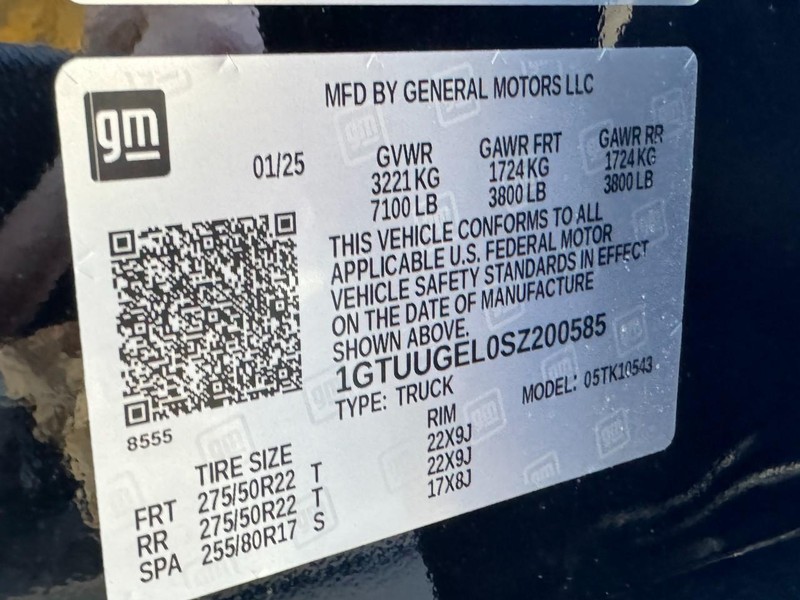 MFD BY GENERAL MOTORS LLC
gm
01/25
GVWR GAWR FRT GAWR RR
3221 KG 1724 KG 1724 KG
7100 LB 3800 LB 3800 LB
THIS VEHICLE CONFORMS TO ALL
APPLICABLE U.S. FEDERAL MOTOR
VEHICLE SAFETY STANDARDS IN EFFECT
ON THE DATE OF MANUFACTURE
SHOWN ABOVE.
1GTUUGEL0SZ200585
TYPE: TRUCK MODEL: 05TK10543
8555
TIRE SIZE RIM
FRT 275/50R22 T 22X9J
RR 275/50R22 T 22X9J
SPA 255/80R17 S 17X8J